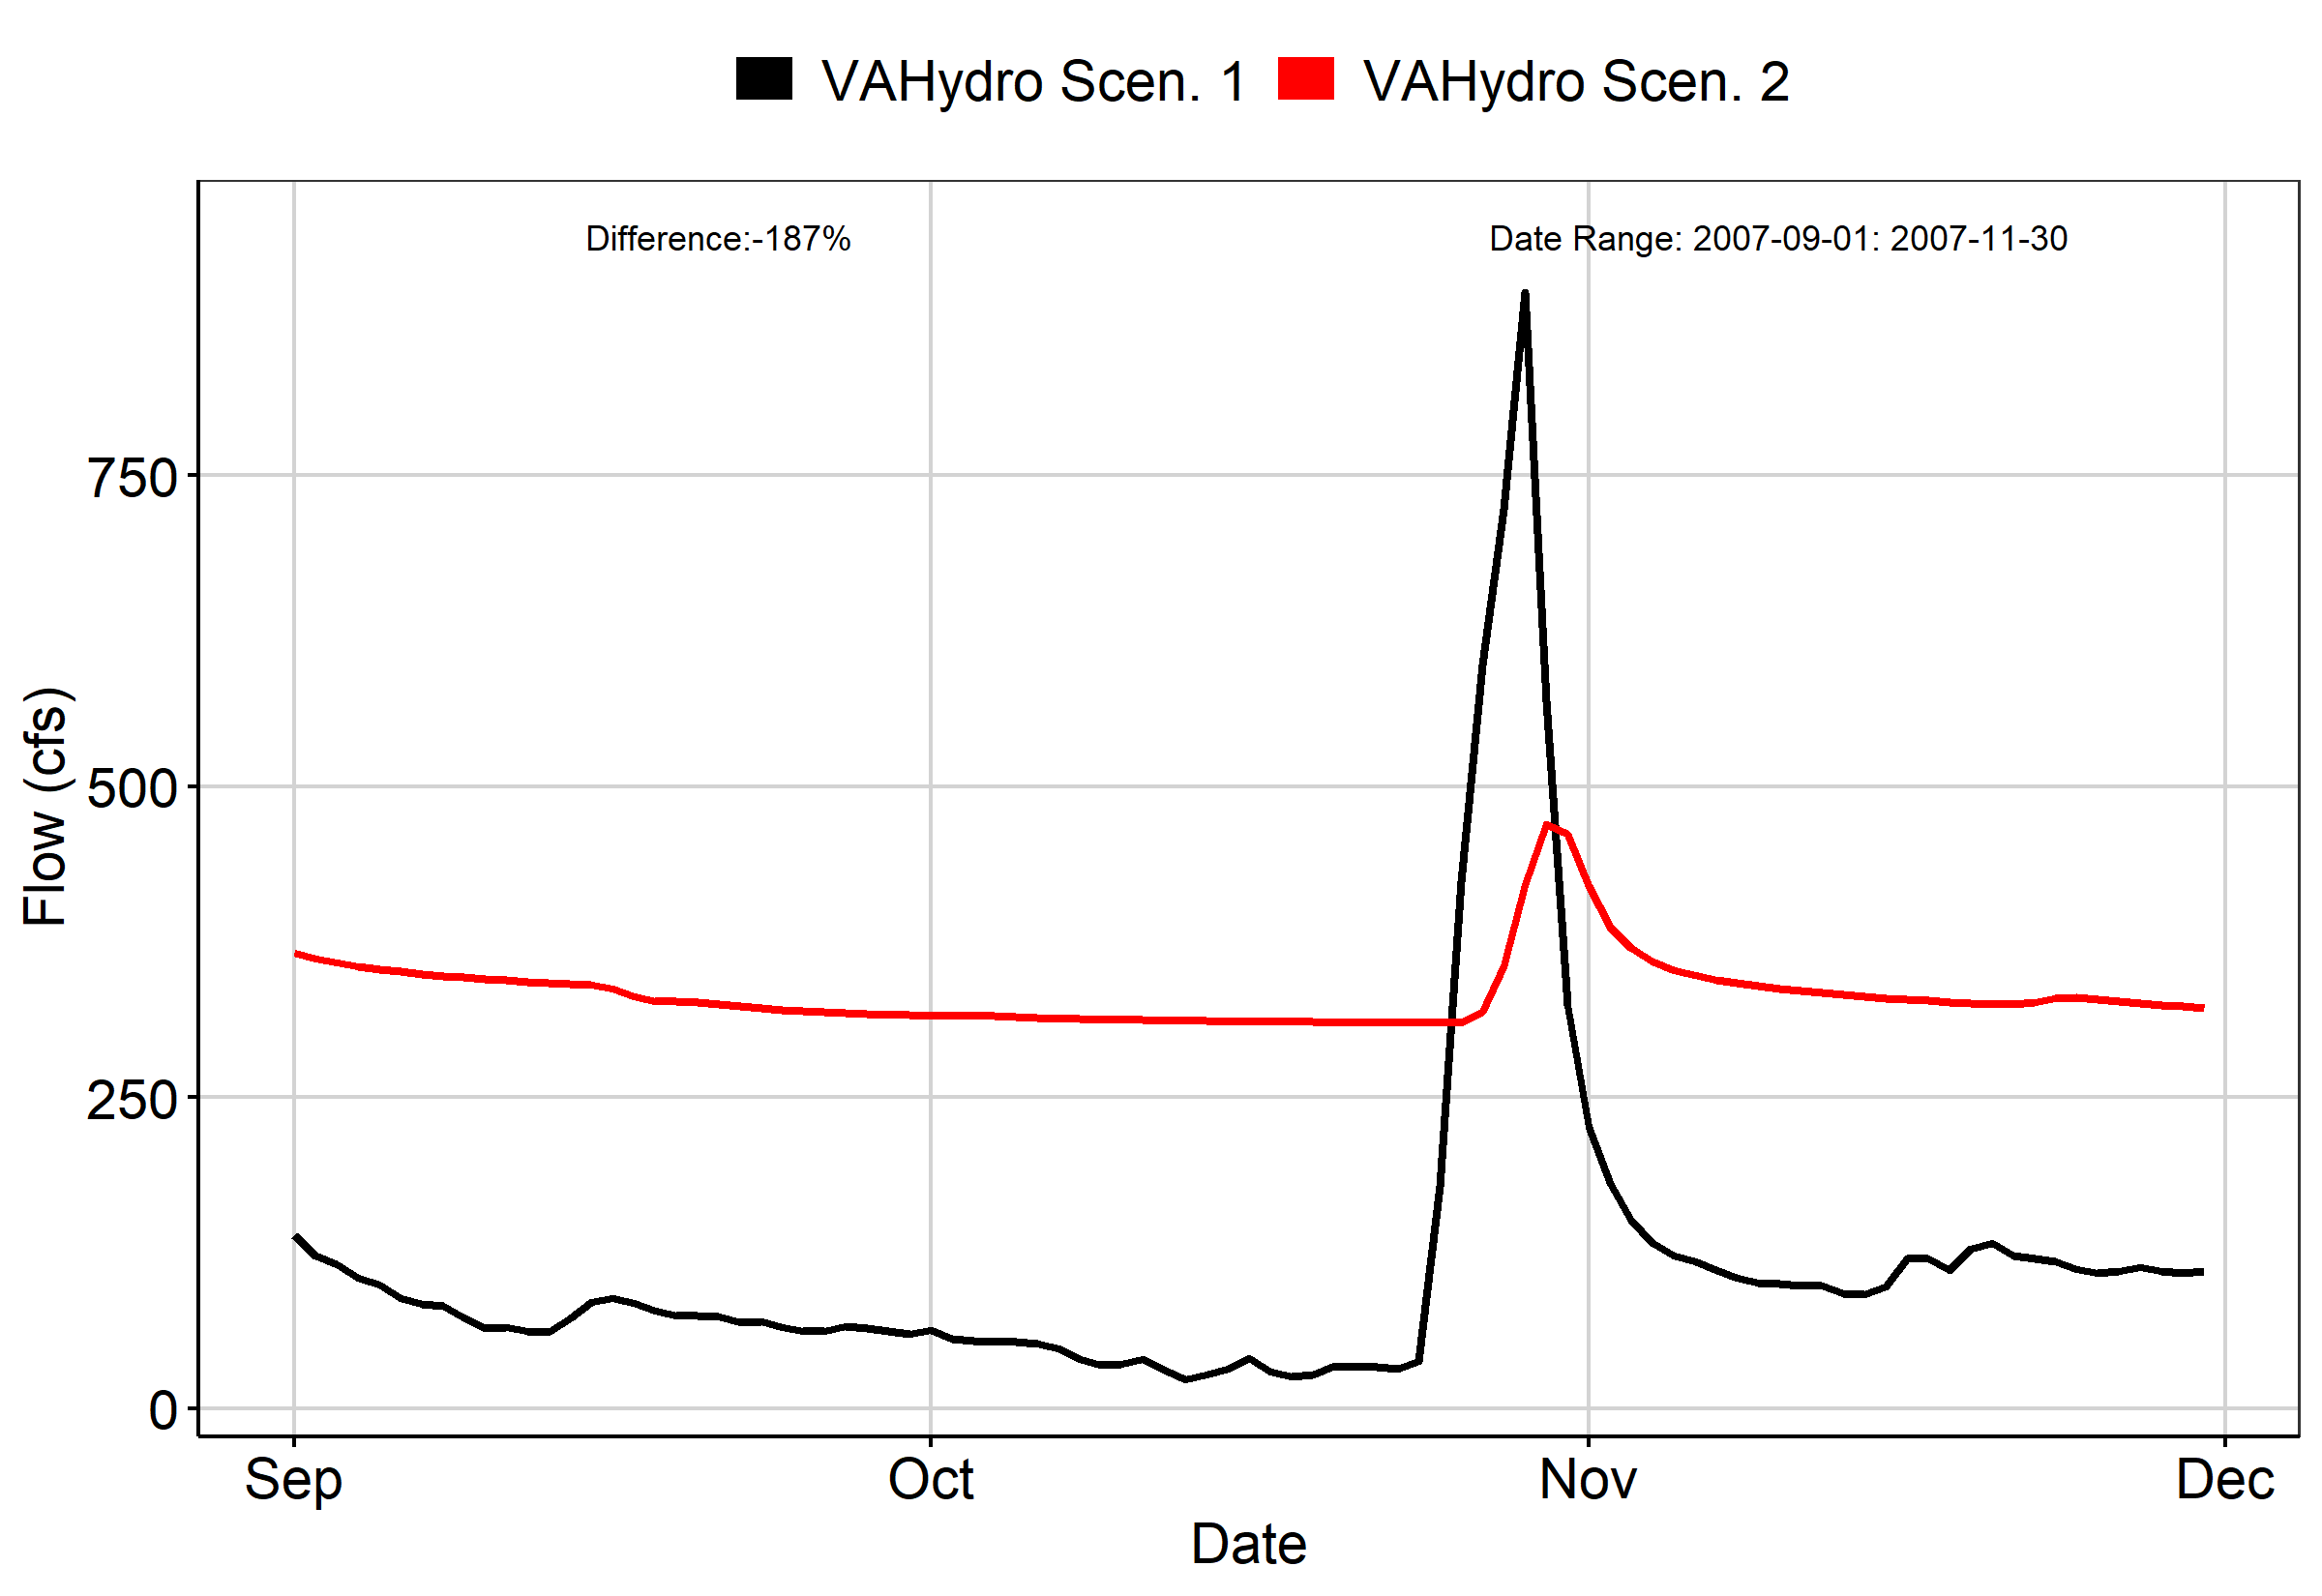 VAHydro Scen. 1 VAHydro Scen. 2
Difference:-187% Date Range: 2007-09-01: 2007-11-30
750
500
250
0
Flow (cfs)
Sep Oct Nov Dec
Date